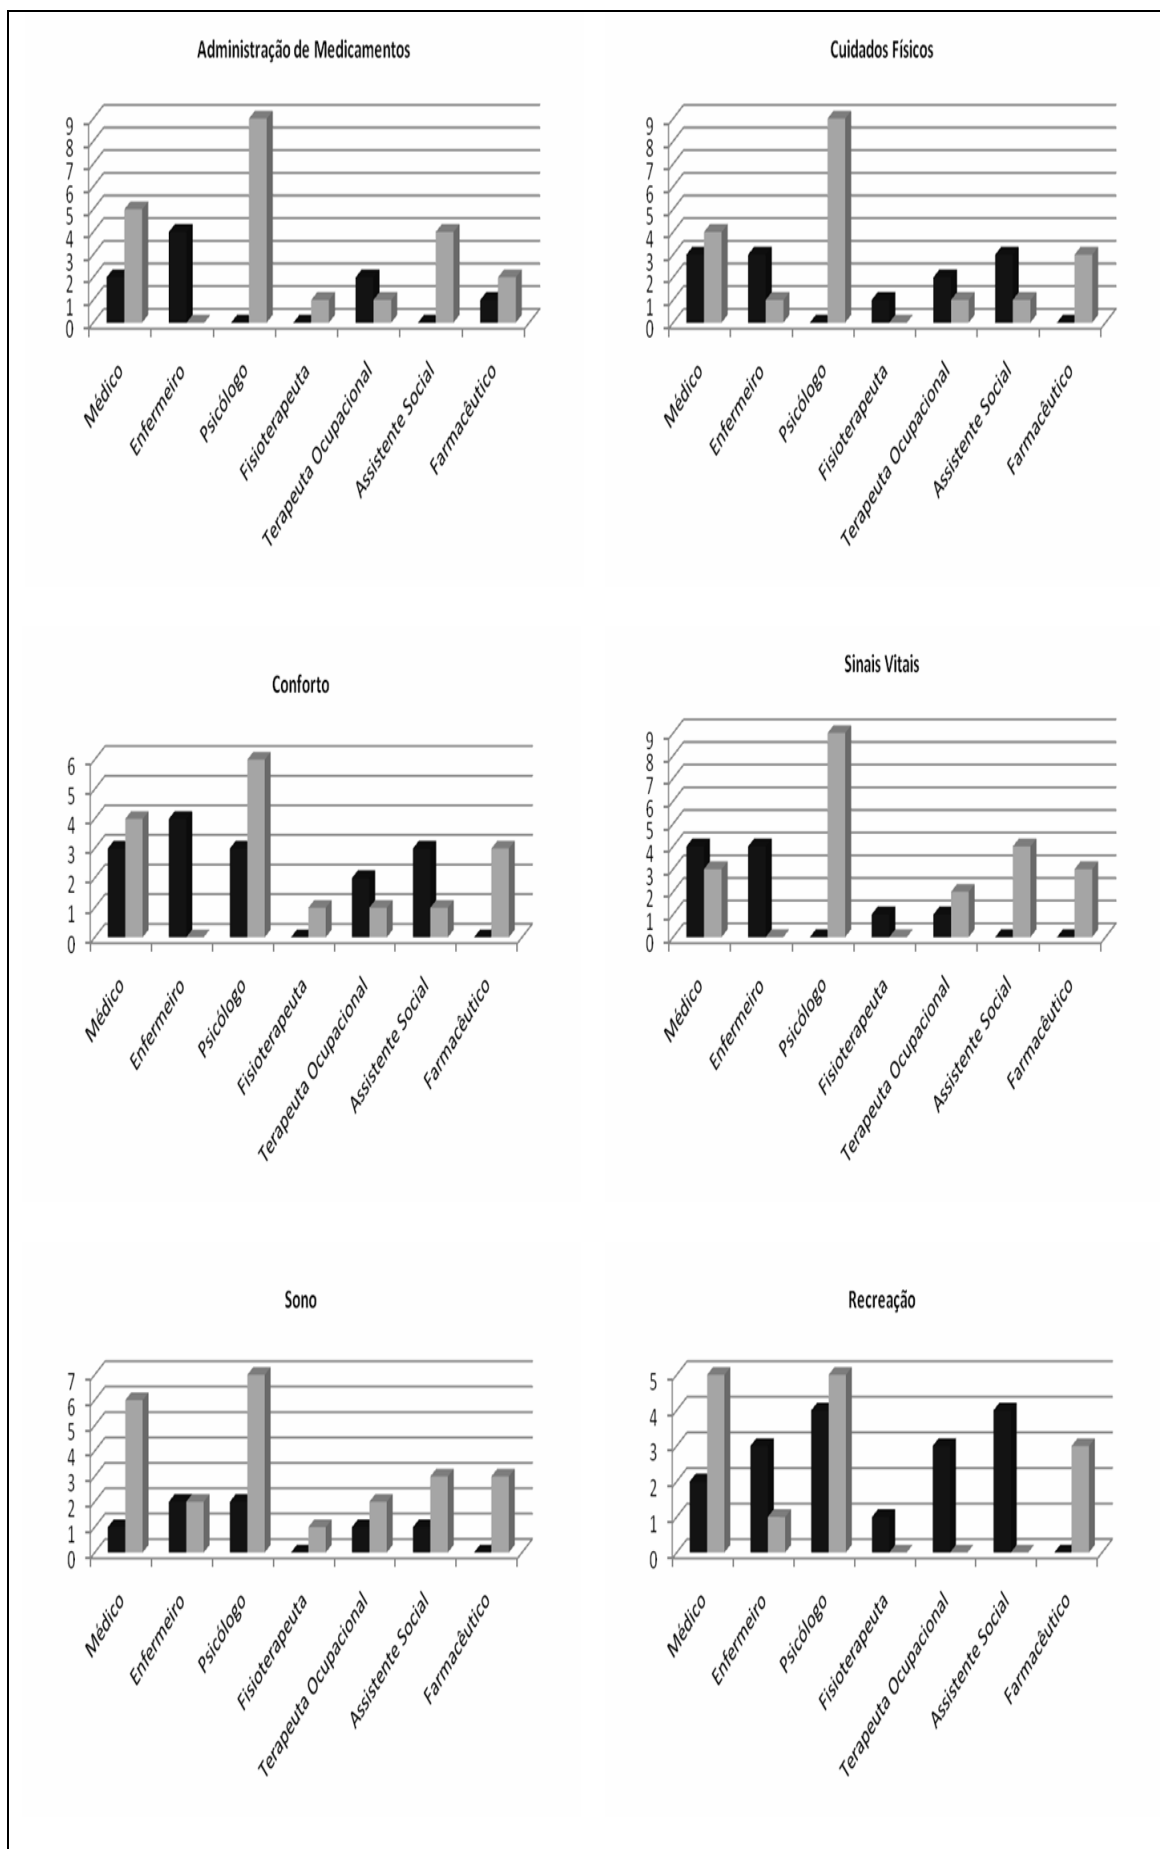 Administração de Medicamentos
9
8
7
6
5
4
3
2
1
0
Médico
Enfermeiro
Psicólogo
Fisioterapeuta
Terapeuta Ocupacional
Assistente Social
Farmacêutico
Cuidados Físicos
9
8
7
6
5
4
3
2
1
0
Médico
Enfermeiro
Psicólogo
Fisioterapeuta
Terapeuta Ocupacional
Assistente Social
Farmacêutico
Conforto
6
5
4
3
2
1
0
Médico
Enfermeiro
Psicólogo
Fisioterapeuta
Terapeuta Ocupacional
Assistente Social
Farmacêutico
Sinais Vitais
9
8
7
6
5
4
3
2
1
0
Médico
Enfermeiro
Psicólogo
Fisioterapeuta
Terapeuta Ocupacional
Assistente Social
Farmacêutico
Sono
7
6
5
4
3
2
1
0
Médico
Enfermeiro
Psicólogo
Fisioterapeuta
Terapeuta Ocupacional
Assistente Social
Farmacêutico
Recreação
5
4
3
2
1
0
Médico
Enfermeiro
Psicólogo
Fisioterapeuta
Terapeuta Ocupacional
Assistente Social
Farmacêutico